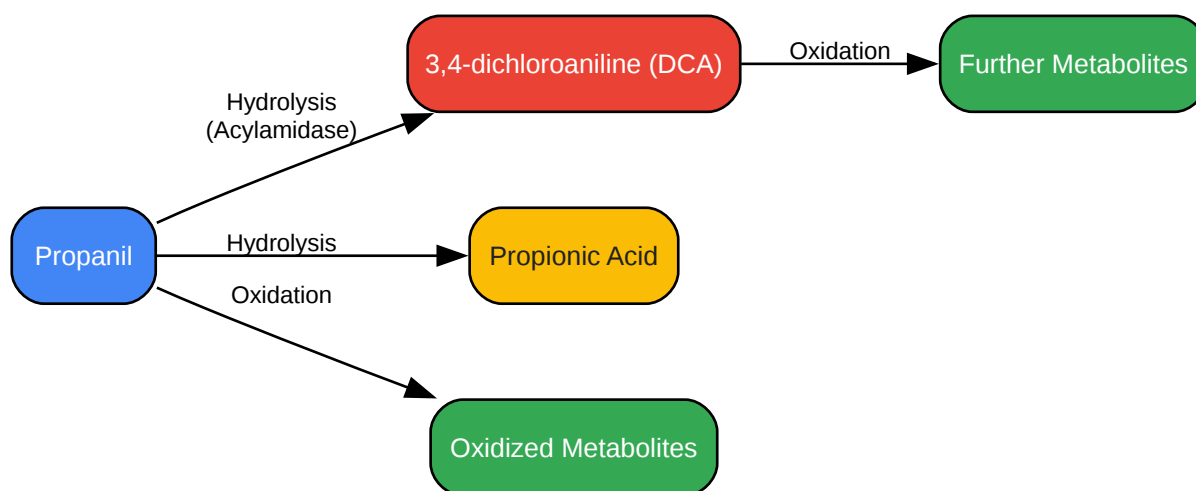 3,4-dichloroaniline (DCA)
Oxidation
Further Metabolites
Hydrolysis
(Acylamidase)
Propanil
Hydrolysis
Propionic Acid
Oxidation
Oxidized Metabolites